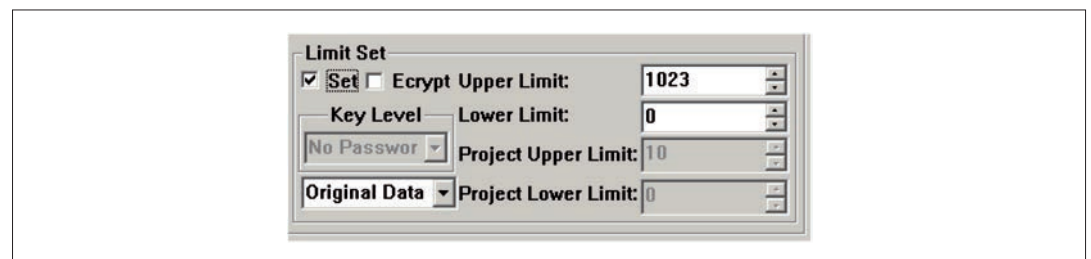 Limit Set
Set Ecrypt Upper Limit: 1023
Key Level Lower Limit: 0
No Passwor Project Upper Limit: 10
Original Data Project Lower Limit: 0